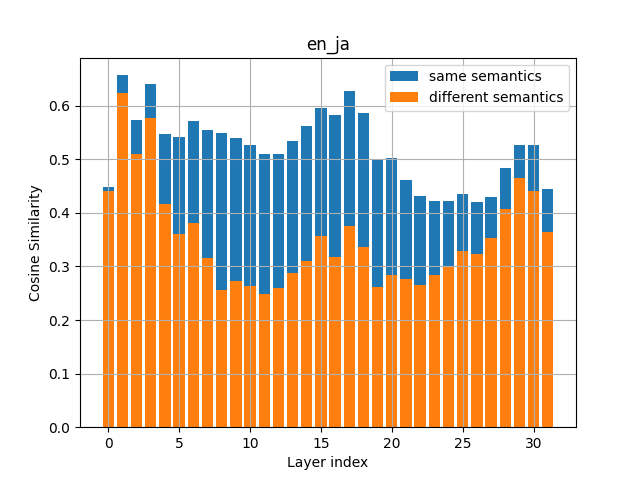 en_ja
same semantics
different semantics
Cosine Similarity
0.6
0.5
0.4
0.3
0.2
0.1
0.0
0 5 10 15 20 25 30
Layer index